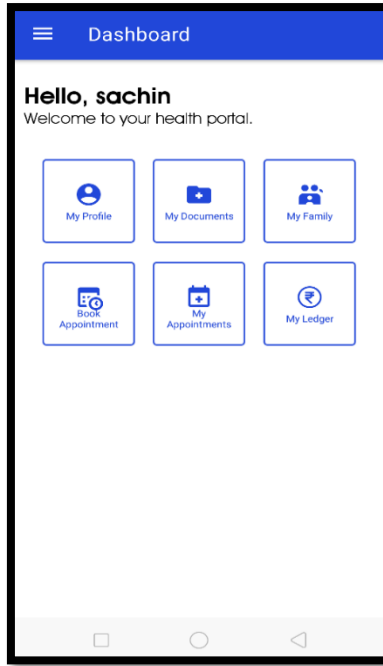 Dashboard
Hello, sachin
Welcome to your health portal.
My Profile
My Documents
My Family
Book
Appointment
My
Appointments
My Ledger